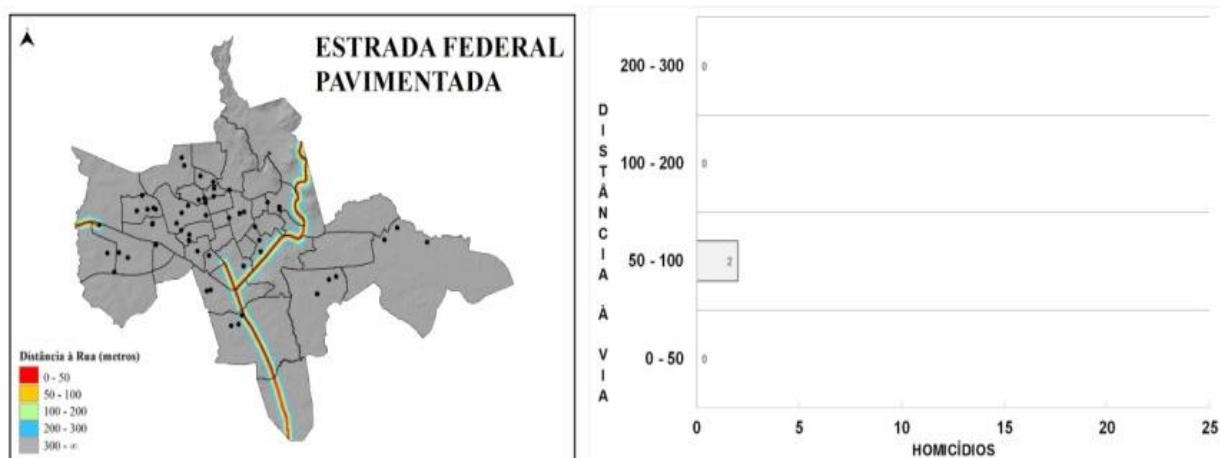 ESTRADA FEDERAL
PAVIMENTADA
Distância à Rua (metros)
0 - 50
50 - 100
100 - 200
200 - 300
300 - ∞
DISTÂNCIA À VIA
200 - 300
0
100 - 200
0
50 - 100
2
0 - 50
0
0
5
10
15
20
25
HOMICÍDIOS